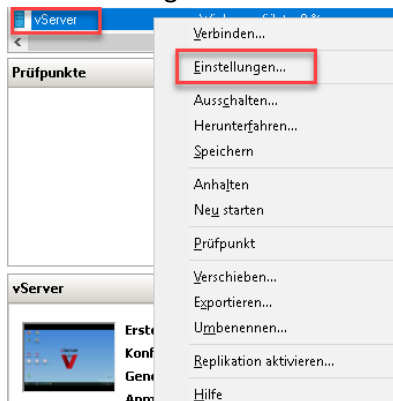 vServer
Verbinden...
Prüfpunkte
Einstellungen...
Ausschalten...
Herunterfahren...
Speichern
Anhalten
Neu starten
Prüfpunkt
vServer
Verschieben...
Exportieren...
Umbenennen...
Replikation aktivieren...
Hilfe